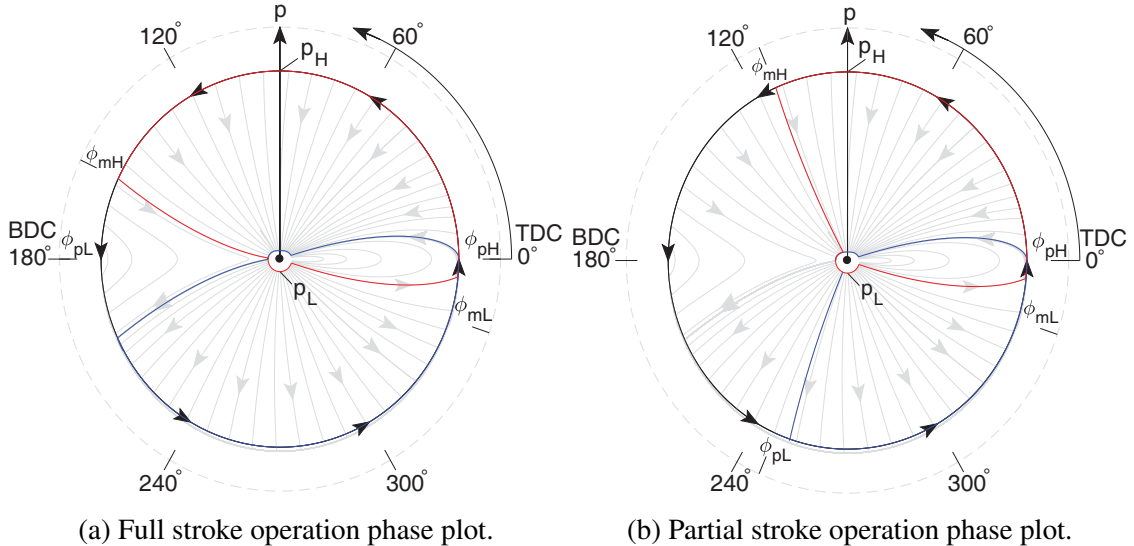 p
120°
60°
p_H
ϕ_mH
BDC
180°
ϕ_pL
ϕ_pH
TDC
0°
p_L
ϕ_mL
240°
300°
(a) Full stroke operation phase plot.
p
120°
60°
ϕ_mH
p_H
BDC
180°
ϕ_pH
TDC
0°
p_L
ϕ_mL
ϕ_pL
240°
300°
(b) Partial stroke operation phase plot.